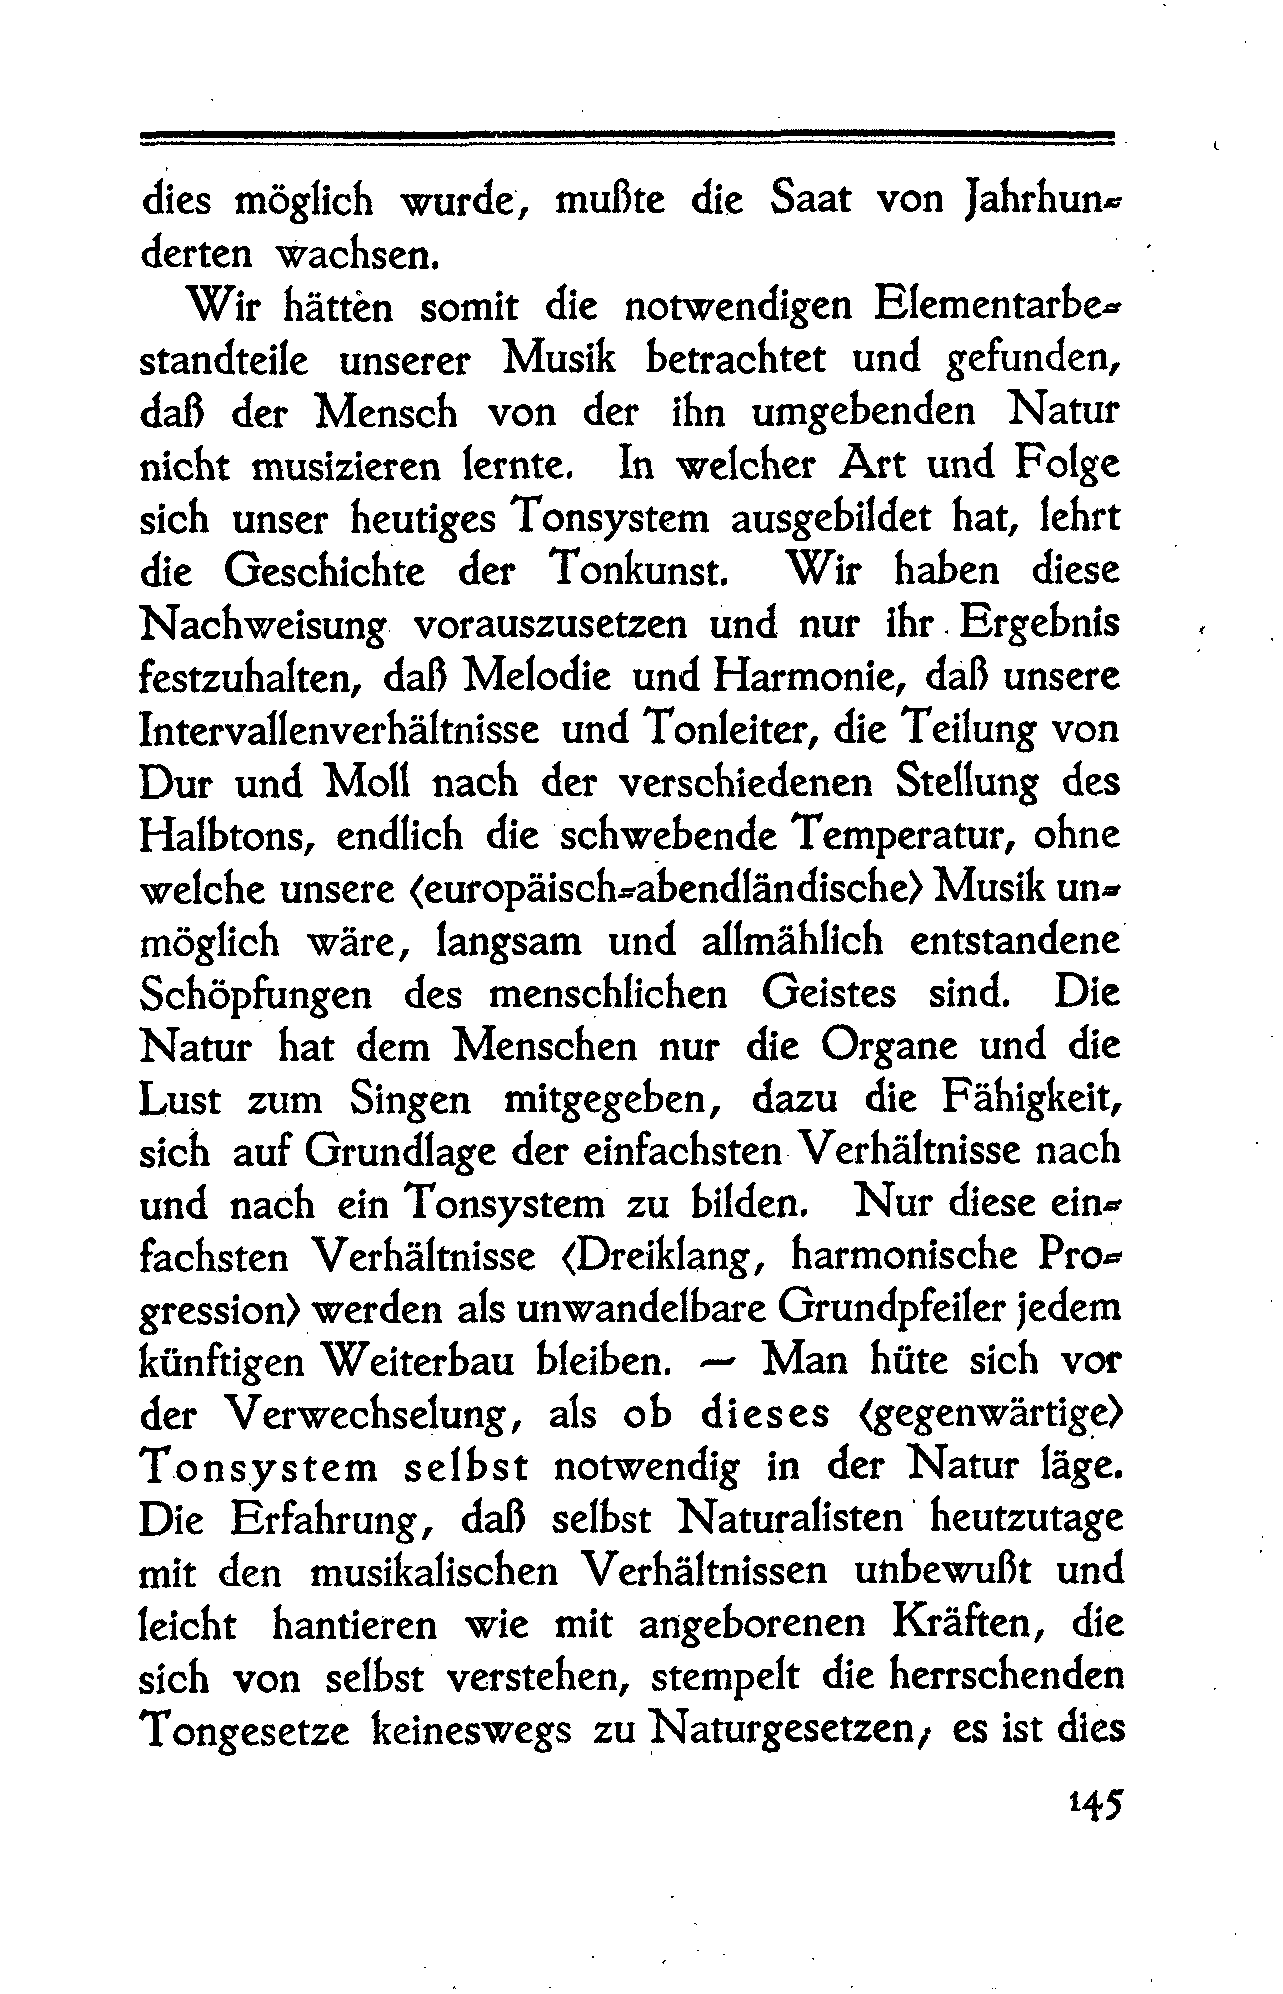 dies möglich wurde, mußte die Saat von Jahrhun-
derten wachsen.
Wir hätten somit die notwendigen Elementarbe-
standteile unserer Musik betrachtet und gefunden,
daß der Mensch von der ihn umgebenden Natur
nicht musizieren lernte. In welcher Art und Folge
sich unser heutiges Tonsystem ausgebildet hat, lehrt
die Geschichte der Tonkunst. Wir haben diese
Nachweisung vorauszusetzen und nur ihr Ergebnis
festzuhalten, daß Melodie und Harmonie, daß unsere
Intervallenverhältnisse und Tonleiter, die Teilung von
Dur und Moll nach der verschiedenen Stellung des
Halbtons, endlich die schwebende Temperatur, ohne
welche unsere (europäisch-abendländische) Musik un-
möglich wäre, langsam und allmählich entstandene
Schöpfungen des menschlichen Geistes sind. Die
Natur hat dem Menschen nur die Organe und die
Lust zum Singen mitgegeben, dazu die Fähigkeit,
sich auf Grundlage der einfachsten Verhältnisse nach
und nach ein Tonsystem zu bilden. Nur diese ein-
fachsten Verhältnisse (Dreiklang, harmonische Pro-
gression) werden als unwandelbare Grundpfeiler jedem
künftigen Weiterbau bleiben. — Man hüte sich vor
der Verwechselung, als ob dieses (gegenwärtige)
Tonsystem selbst notwendig in der Natur läge.
Die Erfahrung, daß selbst Naturalisten heutzutage
mit den musikalischen Verhältnissen unbewußt und
leicht hantieren wie mit angeborenen Kräften, die
sich von selbst verstehen, stempelt die herrschenden
Tongesetze keineswegs zu Naturgesetzen; es ist dies
145